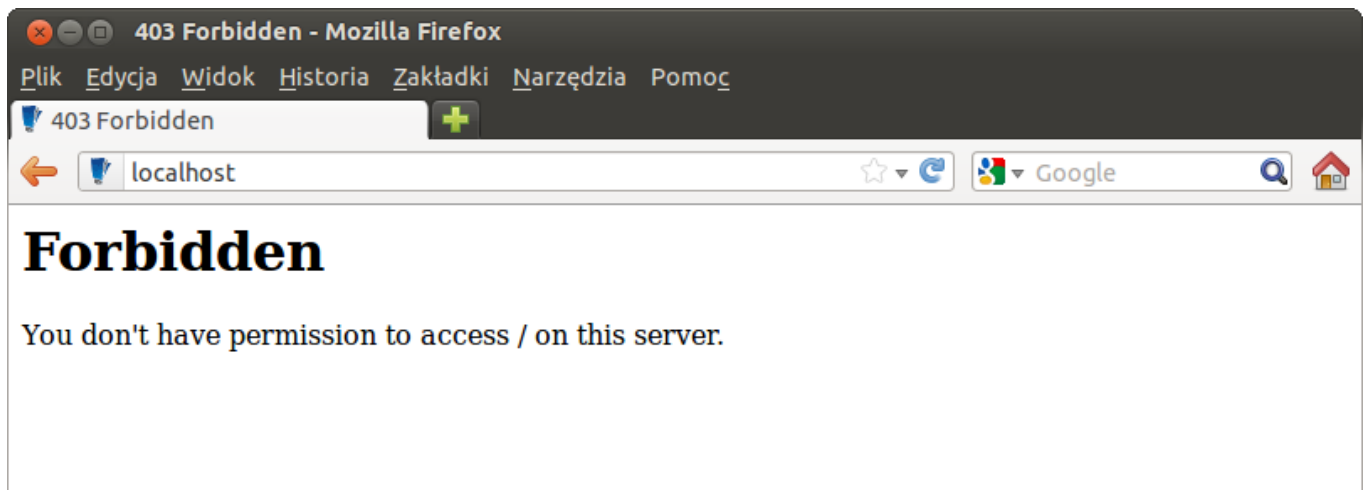 403 Forbidden - Mozilla Firefox
Plik Edycja Widok Historia Zakładki Narzędzia Pomoc
403 Forbidden
localhost Google
Forbidden
You don't have permission to access / on this server.